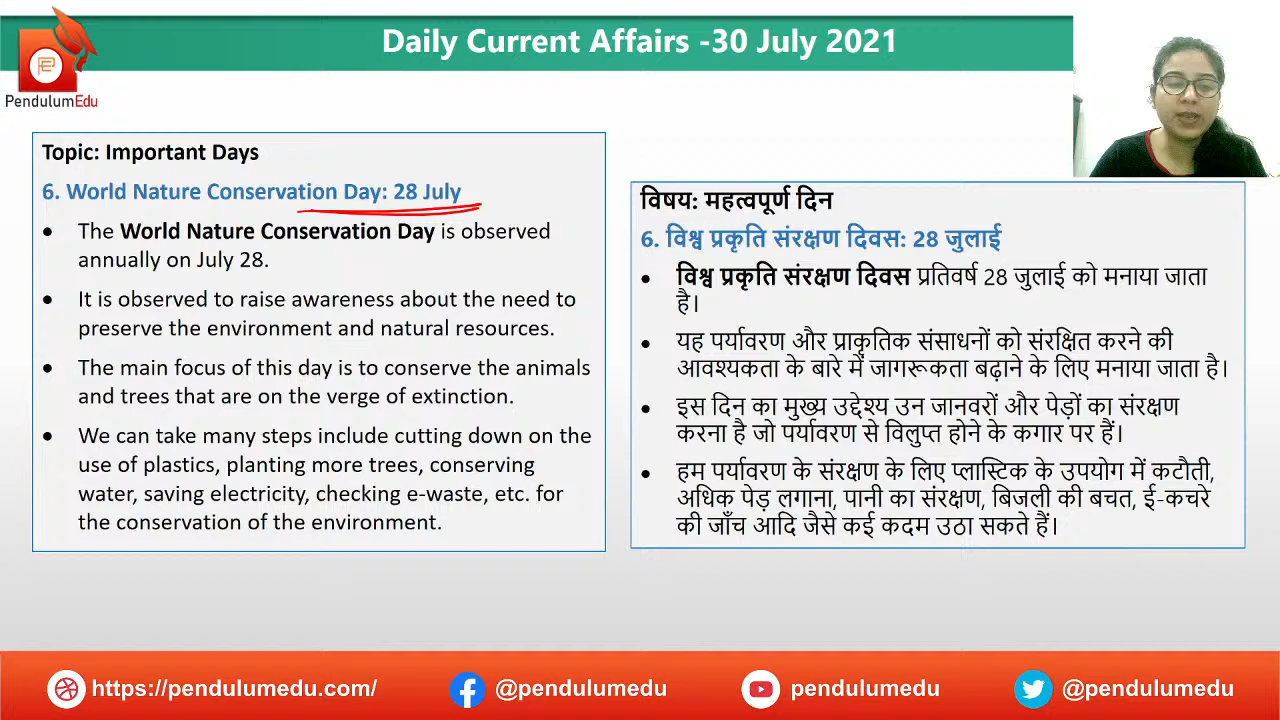 Daily Current Affairs -30 July 2021
PendulumEdu
Topic: Important Days
6. World Nature Conservation Day: 28 July
• The World Nature Conservation Day is observed
annually on July 28.
• It is observed to raise awareness about the need to
preserve the environment and natural resources.
• The main focus of this day is to conserve the animals
and trees that are on the verge of extinction.
• We can take many steps include cutting down on the
use of plastics, planting more trees, conserving
water, saving electricity, checking e-waste, etc. for
the conservation of the environment.
विषय: महत्वपूर्ण दिन
6. विश्व प्रकृति संरक्षण दिवस: 28 जुलाई
• विश्व प्रकृति संरक्षण दिवस प्रतिवर्ष 28 जुलाई को मनाया जाता
है।
• यह पर्यावरण और प्राकृतिक संसाधनों को संरक्षित करने की
आवश्यकता के बारे में जागरूकता बढ़ाने के लिए मनाया जाता है।
• इस दिन का मुख्य उद्देश्य उन जानवरों और पेड़ों का संरक्षण
करना है जो पर्यावरण से विलुप्त होने के कगार पर हैं।
• हम पर्यावरण के संरक्षण के लिए प्लास्टिक के उपयोग में कटौती,
अधिक पेड़ लगाना, पानी का संरक्षण, बिजली की बचत, ई-कचरे
की जाँच आदि जैसे कई कदम उठा सकते हैं।
https://pendulumedu.com/
@pendulumedu
pendulumedu
@pendulumedu